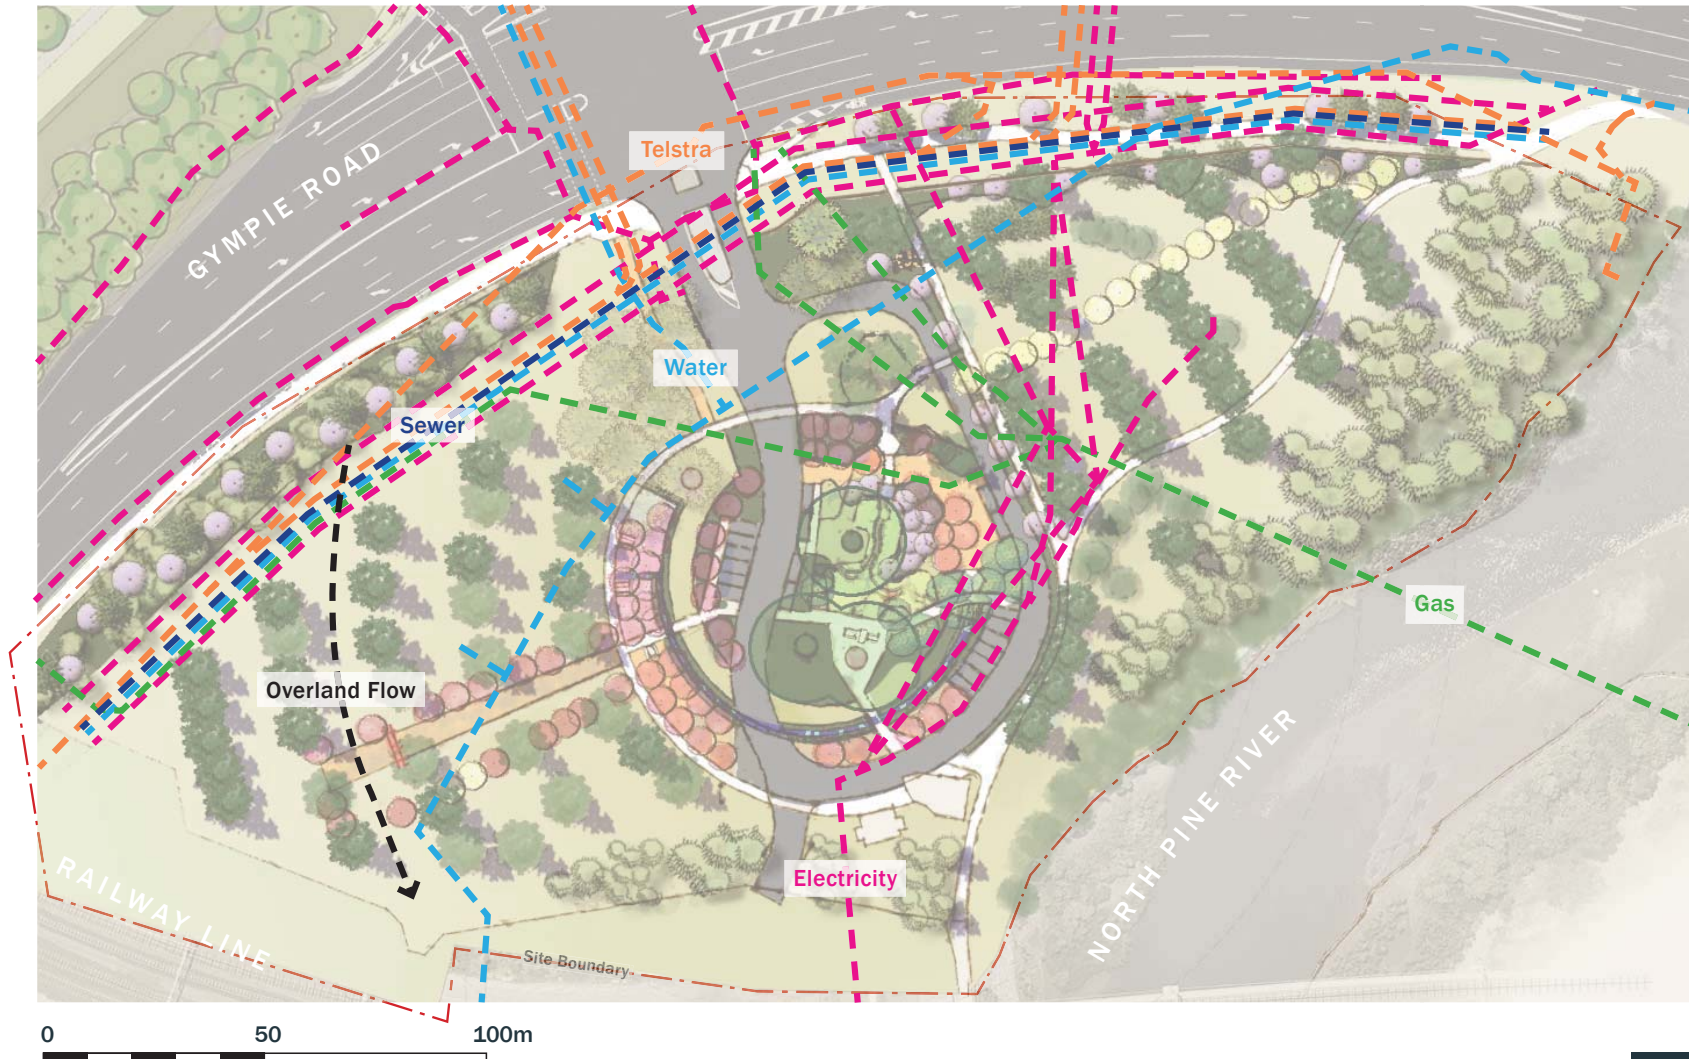 Telstra
GYMPIE ROAD
Water
Sewer
Gas
Overland Flow
NORTH PINE RIVER
Electricity
RAILWAY LINE
Site Boundary
0 50 100m